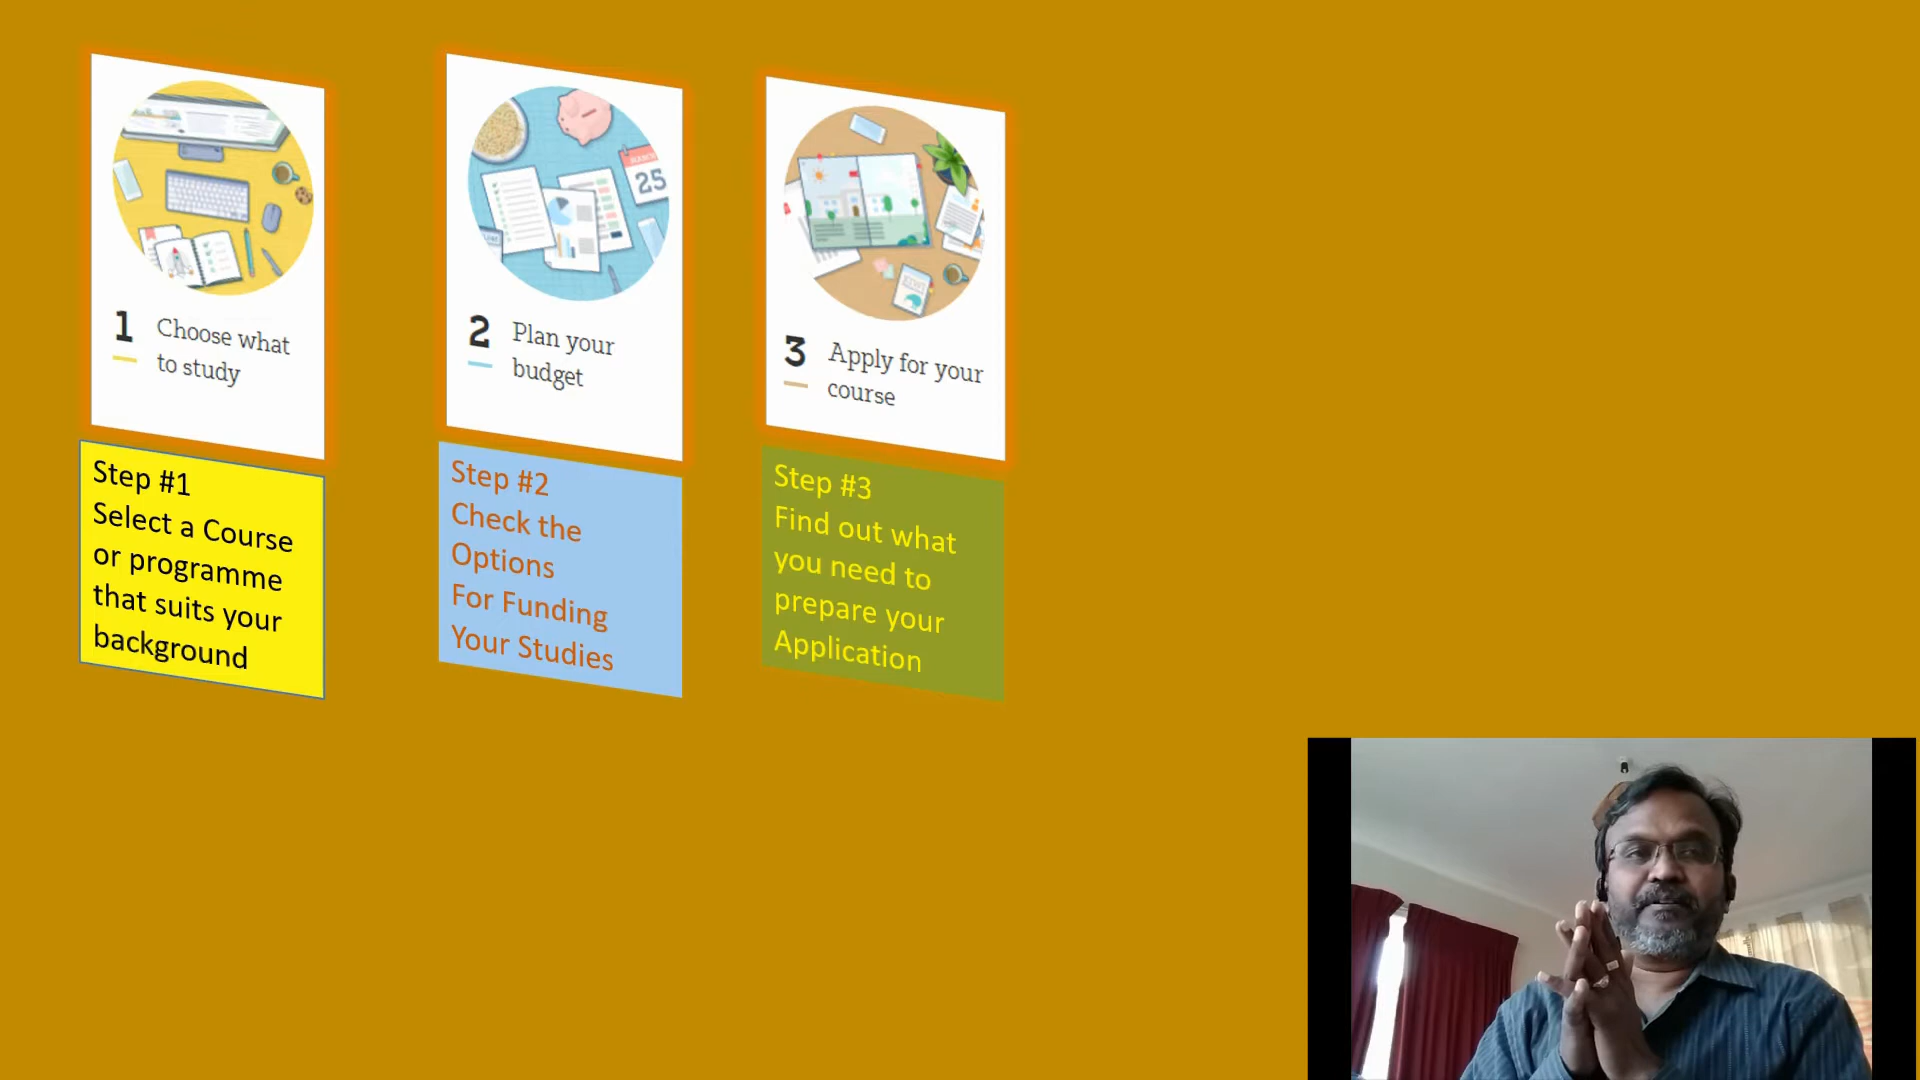 1 Choose what
to study
MARCH
25
2 Plan your
budget
3 Apply for your
course
Step #1
Select a Course
or programme
that suits your
background
Step #2
Check the
Options
For Funding
Your Studies
Step #3
Find out what
you need to
prepare your
Application